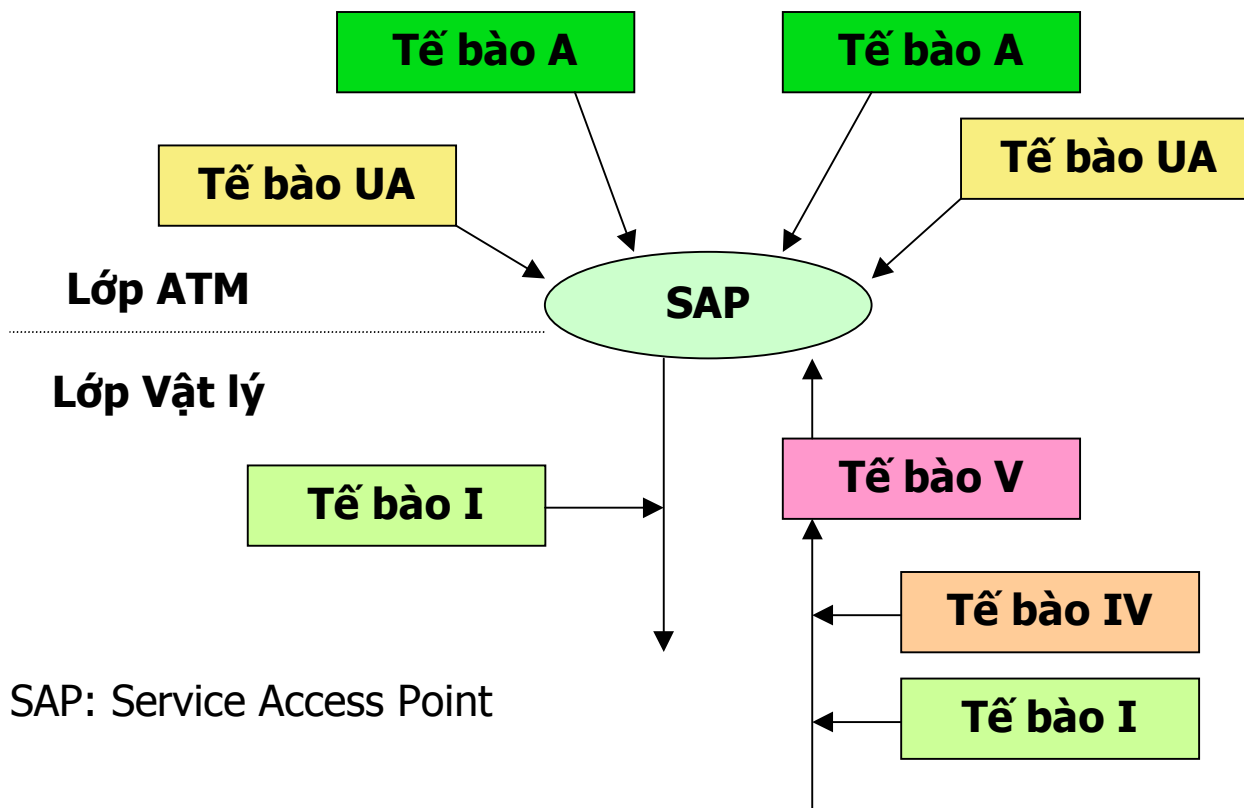 Tế bào A
Tế bào A
Tế bào UA
Tế bào UA
Lớp ATM
SAP
Lớp Vật lý
Tế bào V
Tế bào I
Tế bào IV
SAP: Service Access Point
Tế bào I